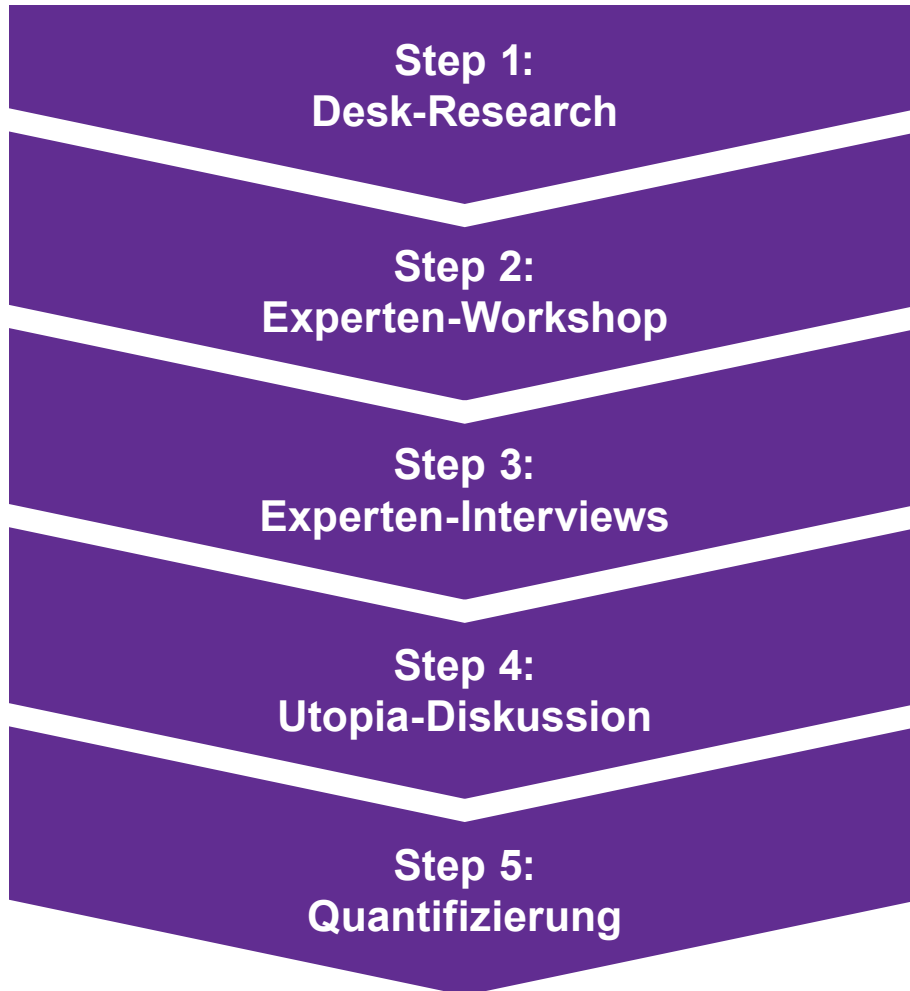 Step 1:
Desk-Research
Step 2:
Experten-Workshop
Step 3:
Experten-Interviews
Step 4:
Utopia-Diskussion
Step 5:
Quantifizierung